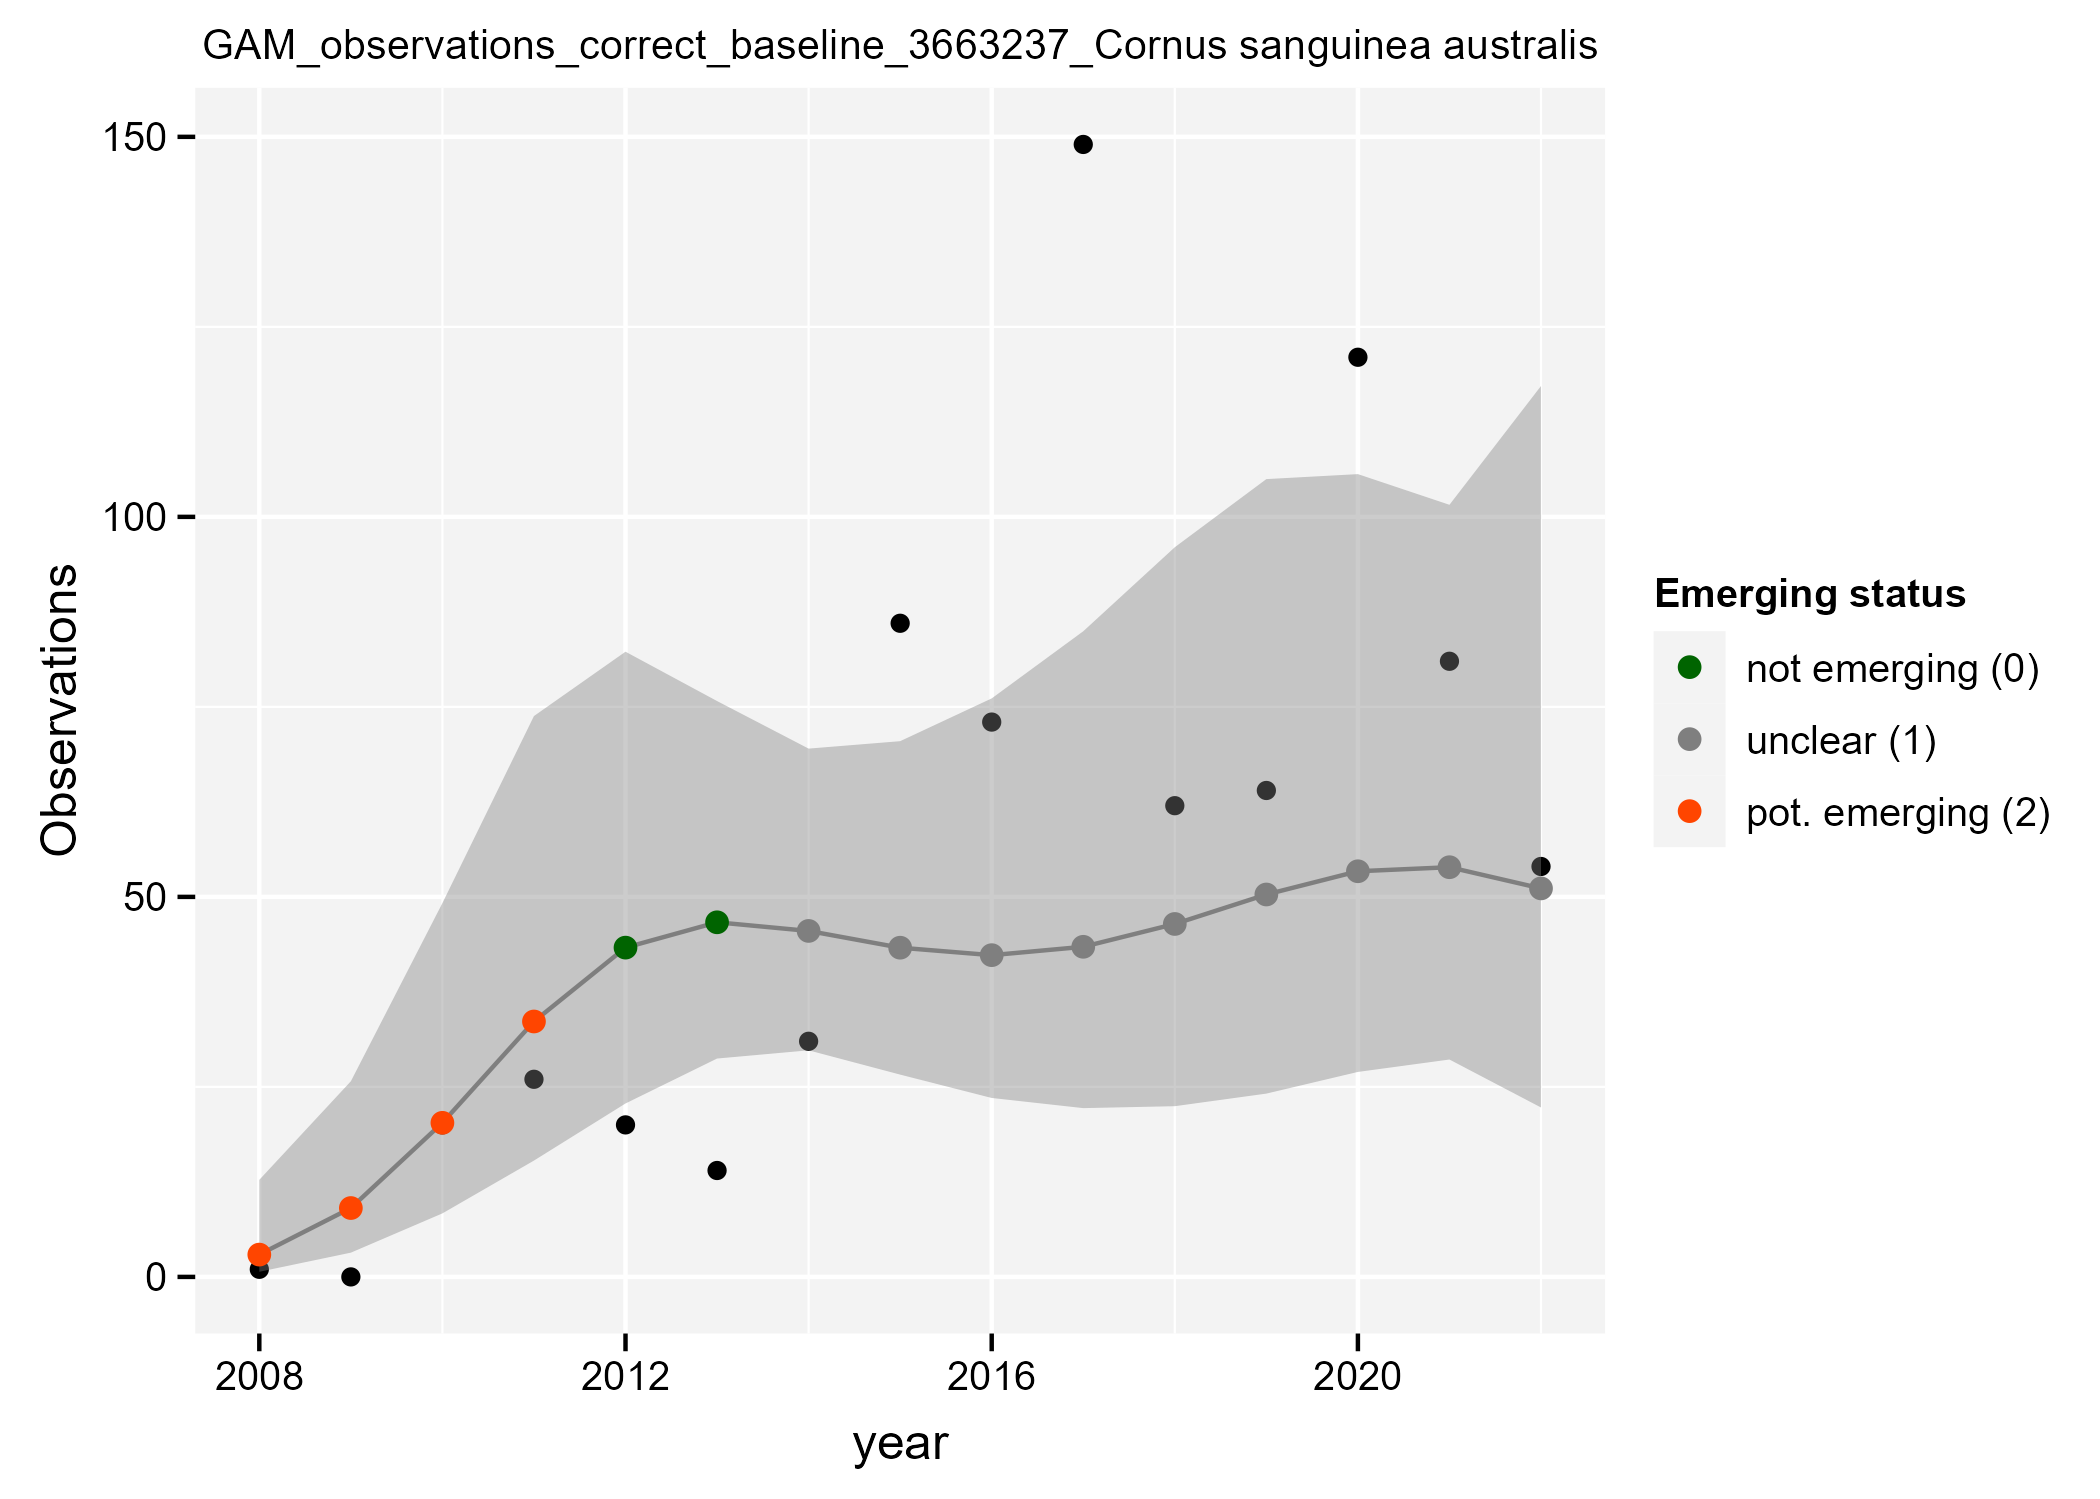 GAM_observations_correct_baseline_3663237_Cornus sanguinea australis
150
100
50
0
Observations
2008
2012
2016
2020
year
Emerging status
not emerging (0)
unclear (1)
pot. emerging (2)